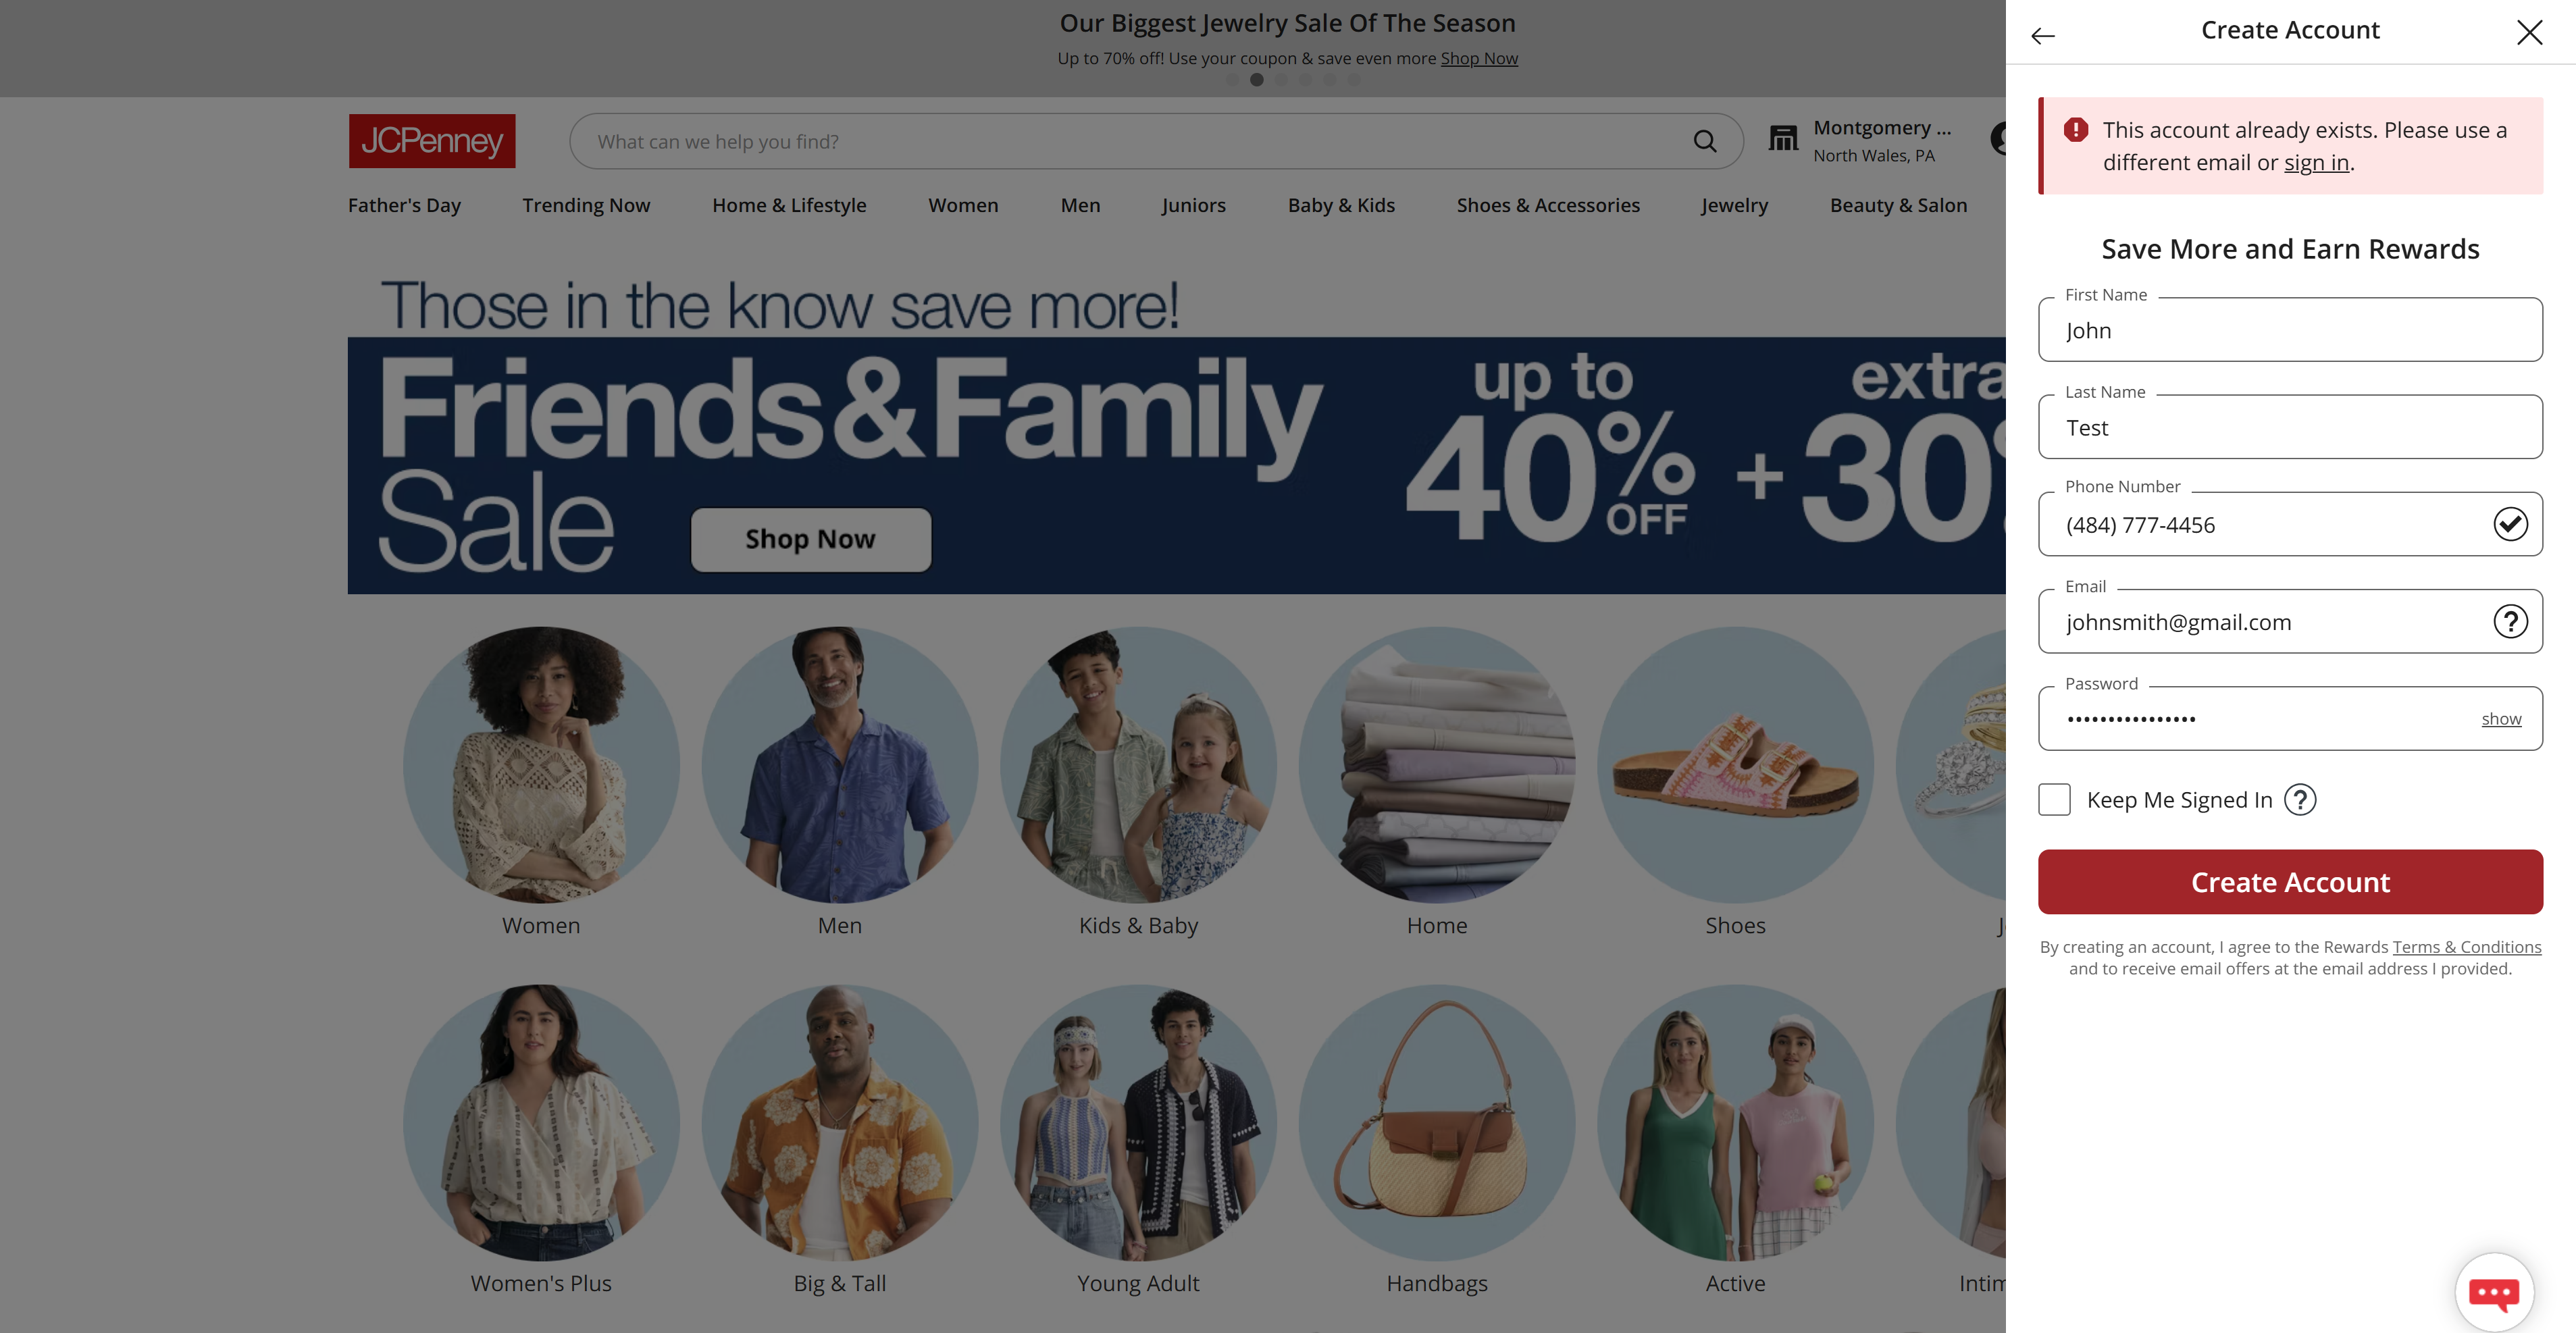 Our Biggest Jewelry Sale Of The Season
Up to 70% off! Use your coupon & save even more Shop Now
JCPenney
What can we help you find?
Montgomery ...
North Wales, PA
Father's Day
Trending Now
Home & Lifestyle
Women
Men
Juniors
Baby & Kids
Shoes & Accessories
Jewelry
Beauty & Salon
Those in the know save more!
Friends & Family
Sale
Shop Now
up to
40% OFF
+
extra
30
Women
Men
Kids & Baby
Home
Shoes
Women's Plus
Big & Tall
Young Adult
Handbags
Active
Create Account
This account already exists. Please use a
different email or sign in.
Save More and Earn Rewards
First Name
John
Last Name
Test
Phone Number
(484) 777-4456
Email
johnsmith@gmail.com
?
Password
••••••••••••••••
show
Keep Me Signed In ?
Create Account
By creating an account, I agree to the Rewards Terms & Conditions
and to receive email offers at the email address I provided.